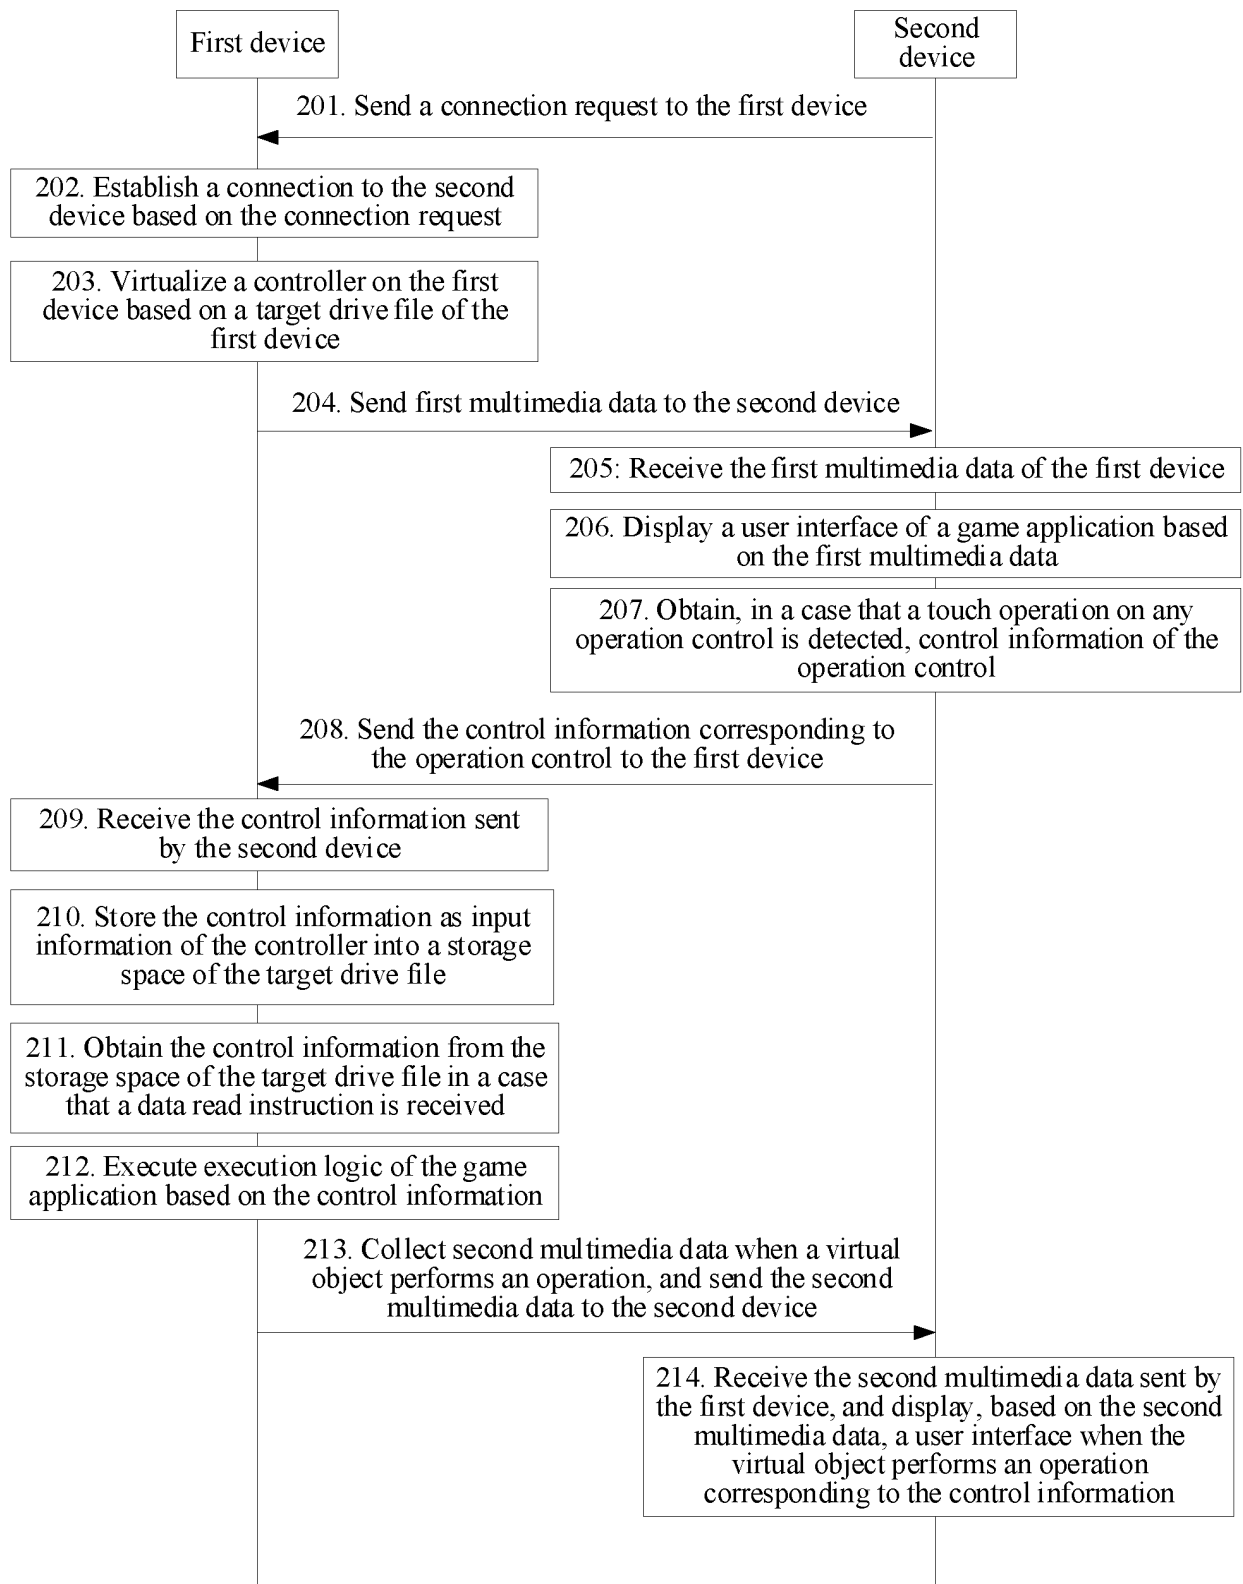 First device
Second
device
201. Send a connection request to the first device
202. Establish a connection to the second
device based on the connection request
203. Virtualize a controller on the first
device based on a target drive file of the
first device
204. Send first multimedia data to the second device
205: Receive the first multimedia data of the first device
206. Display a user interface of a game application based
on the first multimedia data
207. Obtain, in a case that a touch operation on any
operation control is detected, control information of the
operation control
208. Send the control information corresponding to
the operation control to the first device
209. Receive the control information sent
by the second device
210. Store the control information as input
information of the controller into a storage
space of the target drive file
211. Obtain the control information from the
storage space of the target drive file in a case
that a data read instruction is received
212. Execute execution logic of the game
application based on the control information
213. Collect second multimedia data when a virtual
object performs an operation, and send the second
multimedia data to the second device
214. Receive the second multimedia data sent by
the first device, and display, based on the second
multimedia data, a user interface when the
virtual object performs an operation
corresponding to the control information